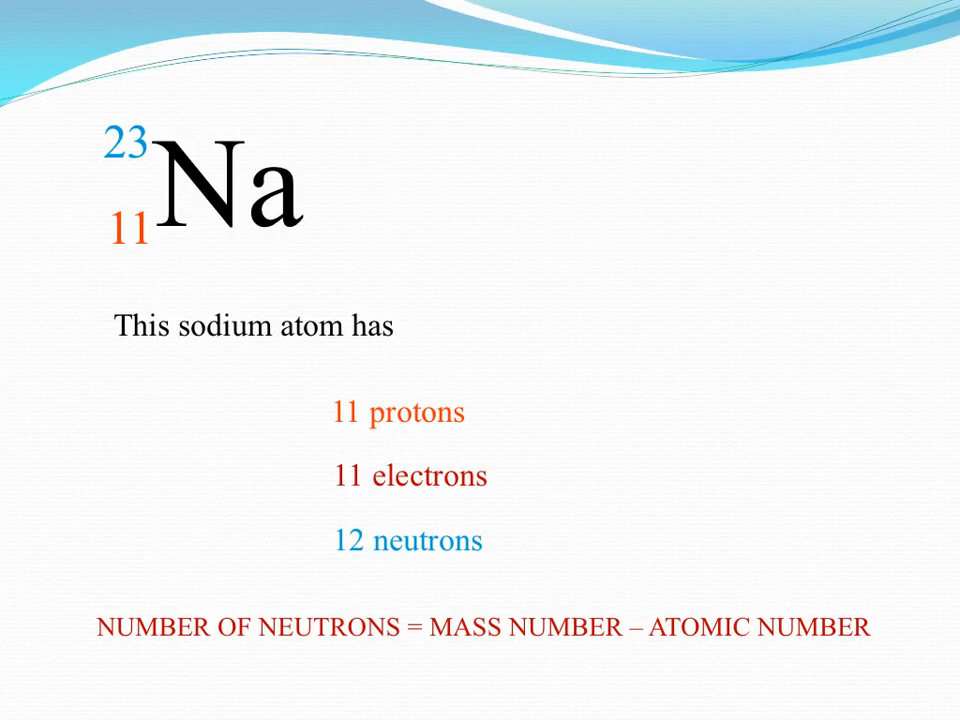 23
Na
11
This sodium atom has
11 protons
11 electrons
12 neutrons
NUMBER OF NEUTRONS = MASS NUMBER – ATOMIC NUMBER